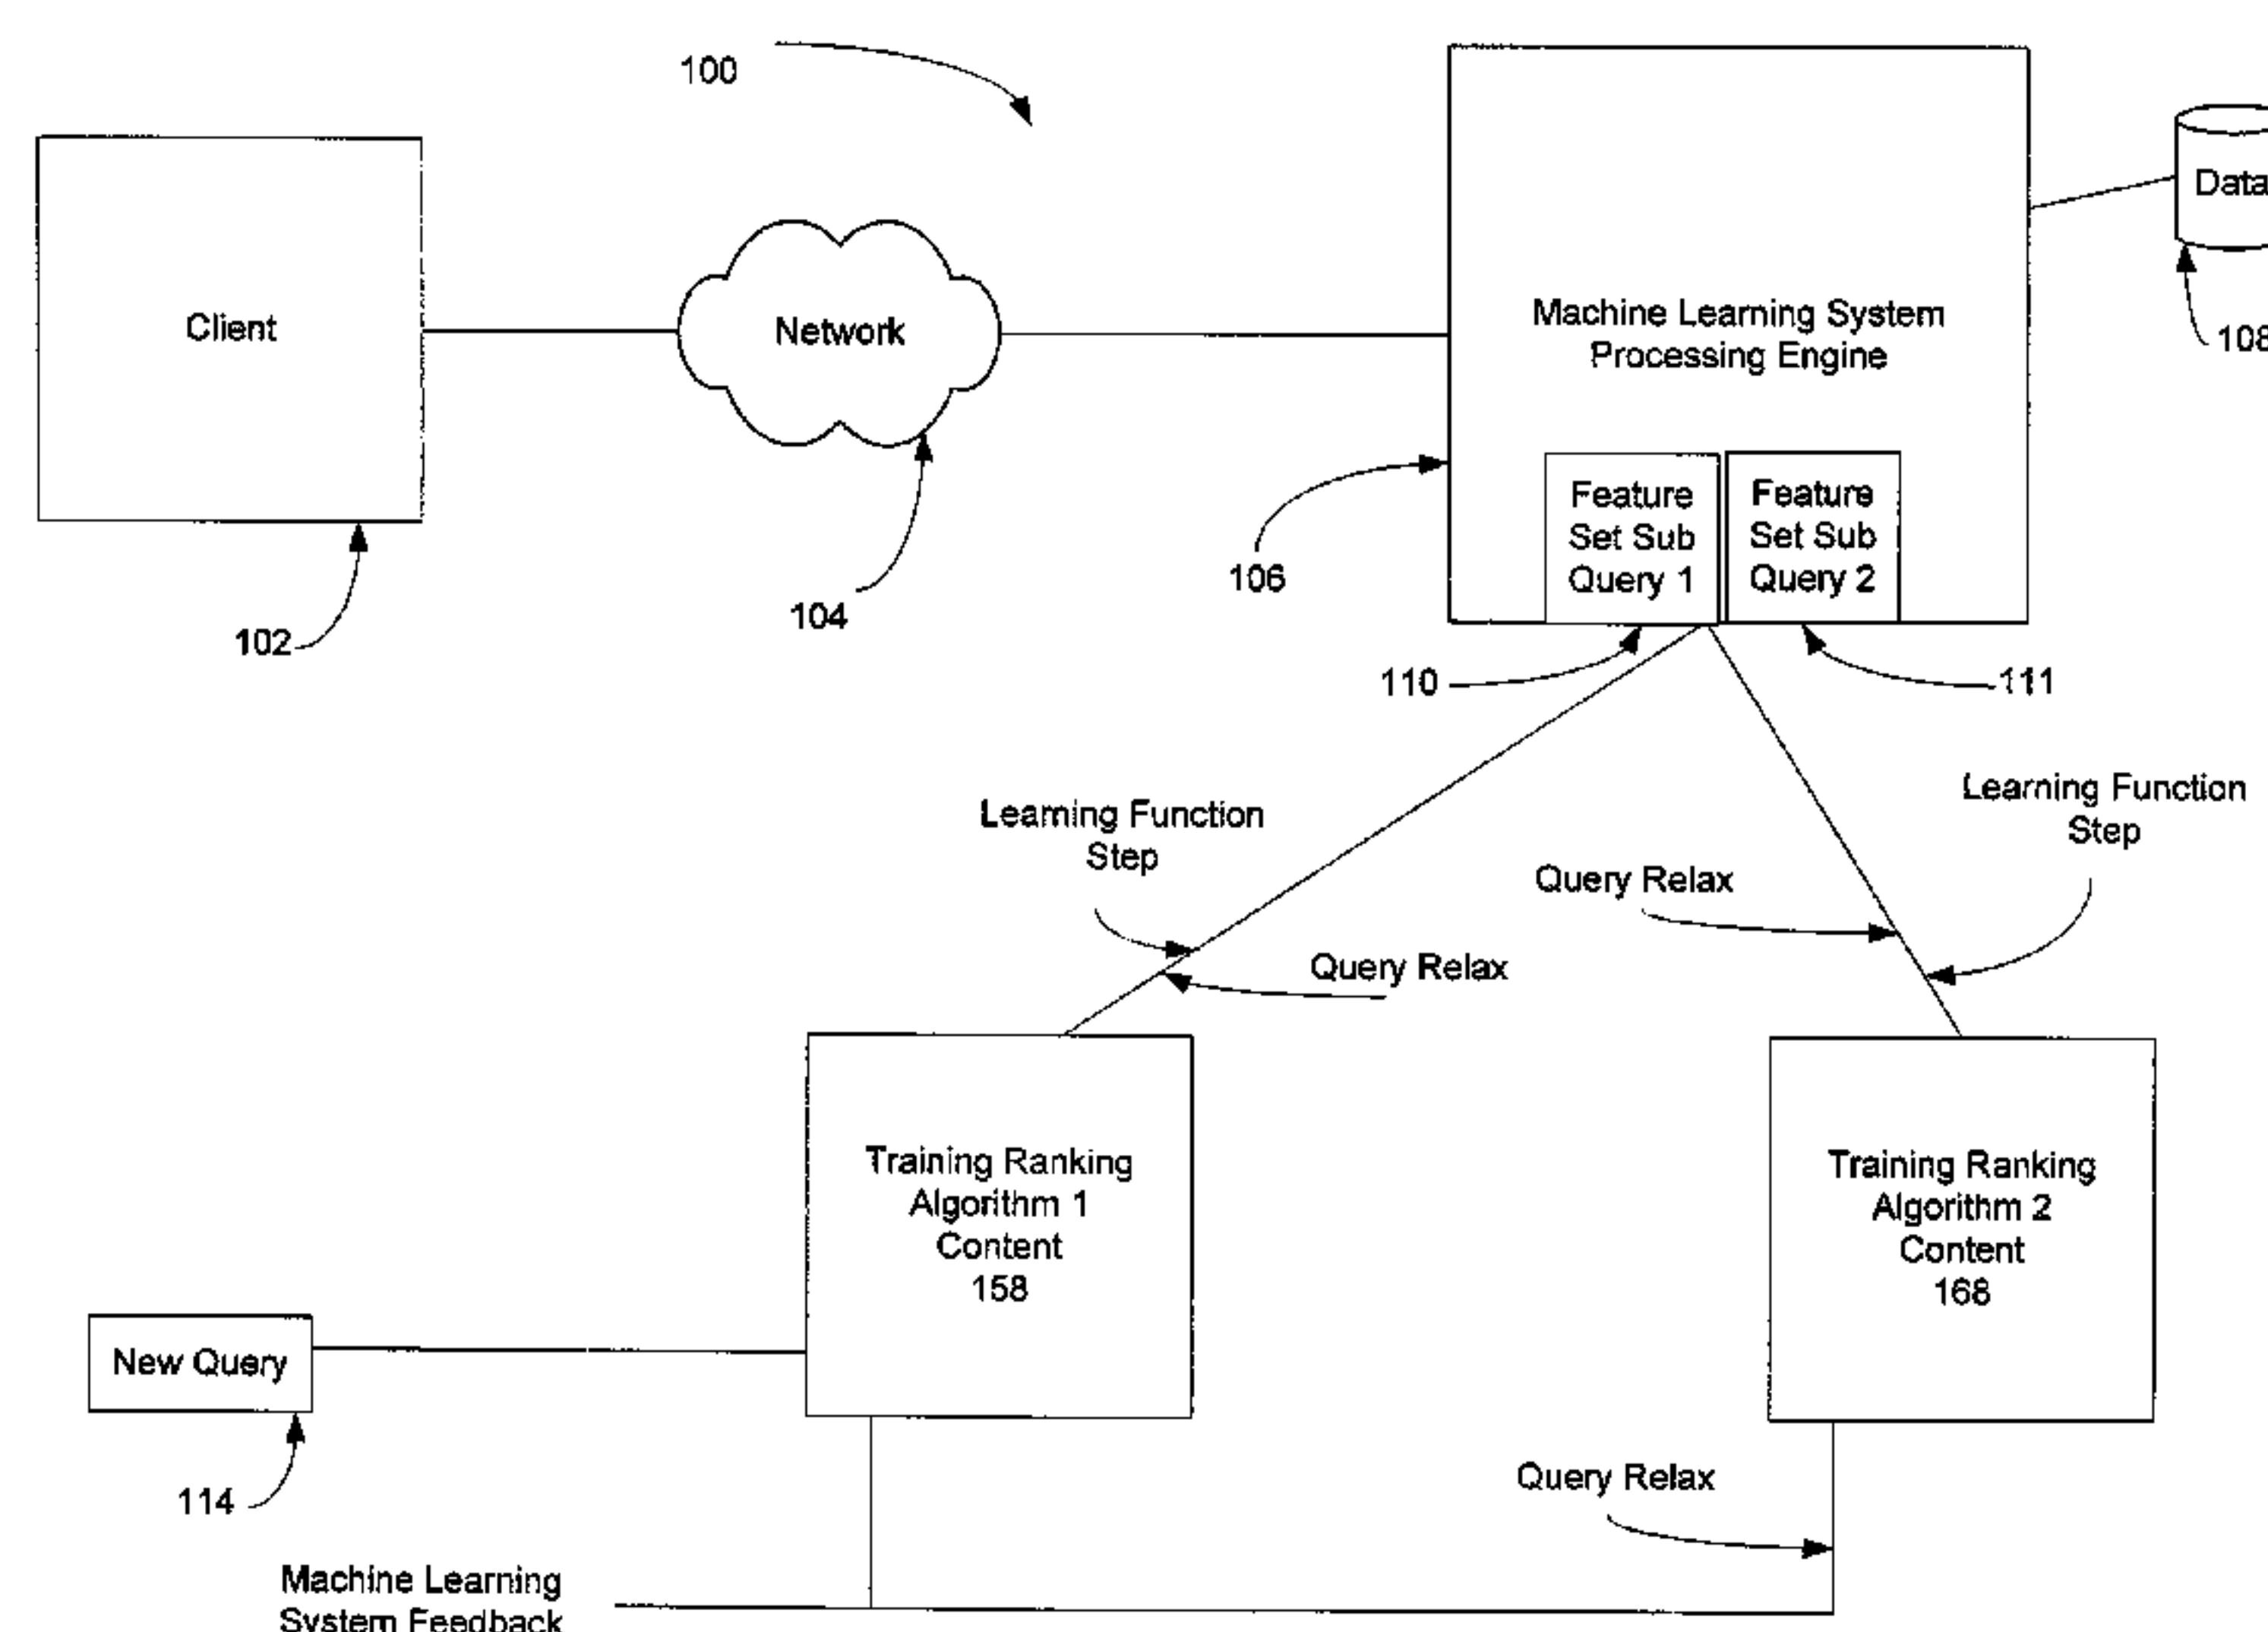 100
Client
Network
Machine Learning System
Processing Engine
Data
108
Feature
Set Sub
Query 1
Feature
Set Sub
Query 2
106
104
102
110
111
Learning Function
Step
Query Relax
Query Relax
Learning Function
Step
Training Ranking
Algorithm 1
Content
158
Training Ranking
Algorithm 2
Content
168
New Query
114
Query Relax
Machine Learning
System Feedback